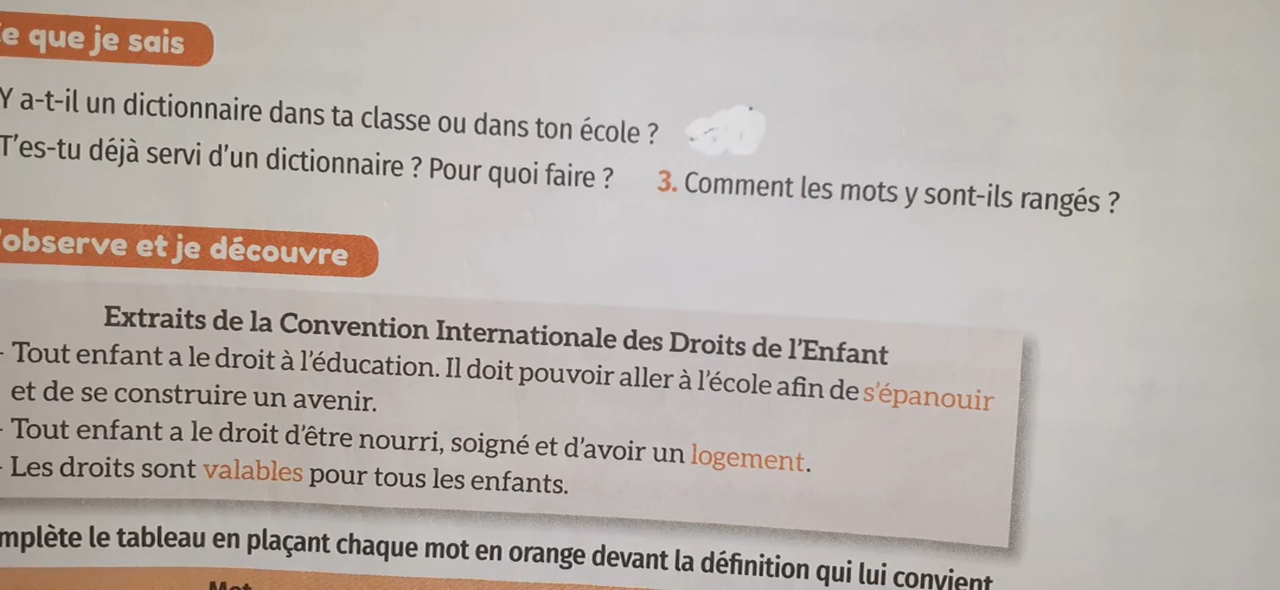 e que je sais
Y a-t-il un dictionnaire dans ta classe ou dans ton école ?
T'es-tu déjà servi d'un dictionnaire ? Pour quoi faire ? 3. Comment les mots y sont-ils rangés ?
'observe et je découvre
Extraits de la Convention Internationale des Droits de l'Enfant
- Tout enfant a le droit à l'éducation. Il doit pouvoir aller à l'école afin de s'épanouir
et de se construire un avenir.
- Tout enfant a le droit d'être nourri, soigné et d'avoir un logement.
- Les droits sont valables pour tous les enfants.
mplète le tableau en plaçant chaque mot en orange devant la définition qui lui convient
Mot